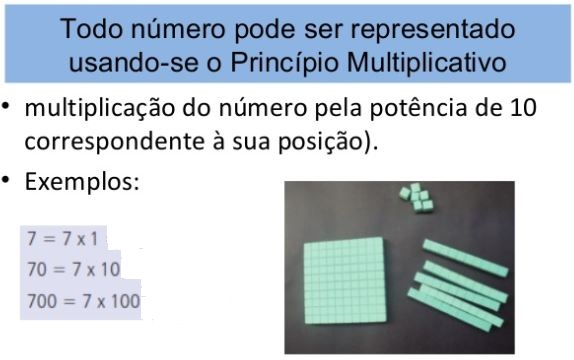 Todo número pode ser representado
usando-se o Princípio Multiplicativo
• multiplicação do número pela potência de 10
correspondente à sua posição).
• Exemplos:
7 = 7 x 1
70 = 7 x 10
700 = 7 x 100